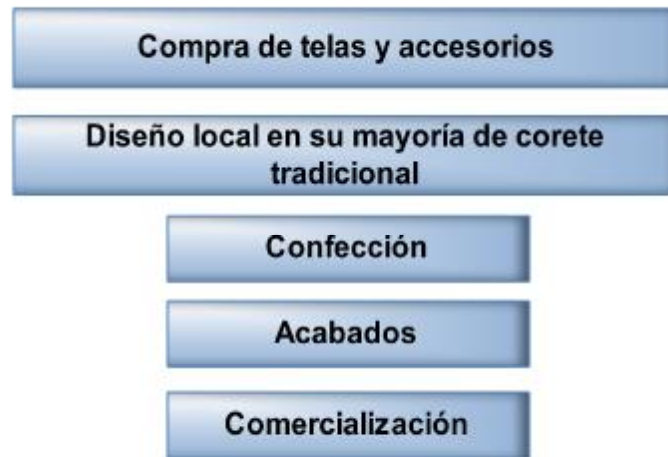 Compra de telas y accesorios
Diseño local en su mayoría de corete
tradicional
Confección
Acabados
Comercialización